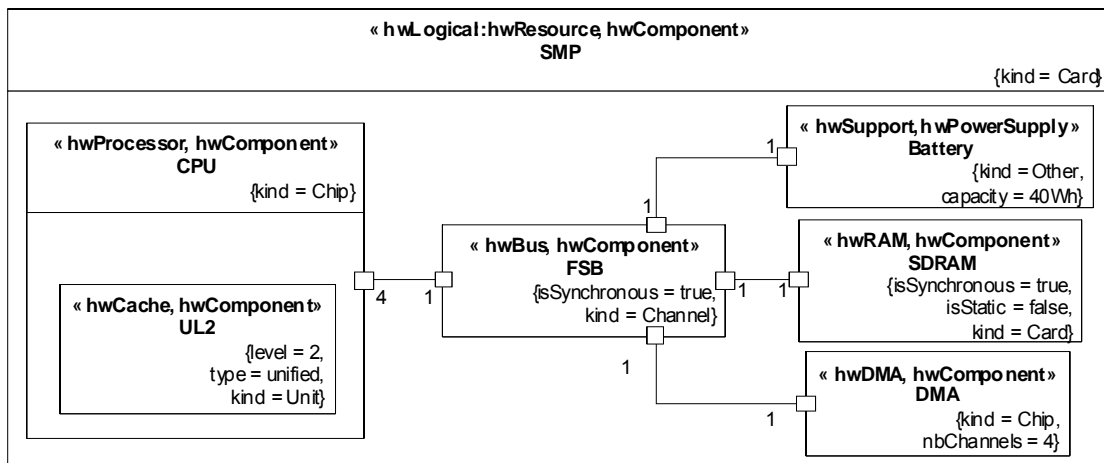 « hwLogical:hwResource, hwComponent»
SMP
{kind = Card}
« hwProcessor, hwComponent»
CPU
{kind = Chip}
« hwCache, hwComponent»
UL2
{level = 2,
type = unified,
kind = Unit}
4
1
« hwBus, hwComponent»
FSB
{isSynchronous = true,
kind = Channel}
1
1
« hwSupport, hwPowerSupply»
Battery
{kind = Other,
capacity = 40Wh}
1
1
« hwRAM, hwComponent»
SDRAM
{isSynchronous = true,
isStatic = false,
kind = Card}
1
1
« hwDMA, hwComponent»
DMA
{kind = Chip,
nbChannels = 4}